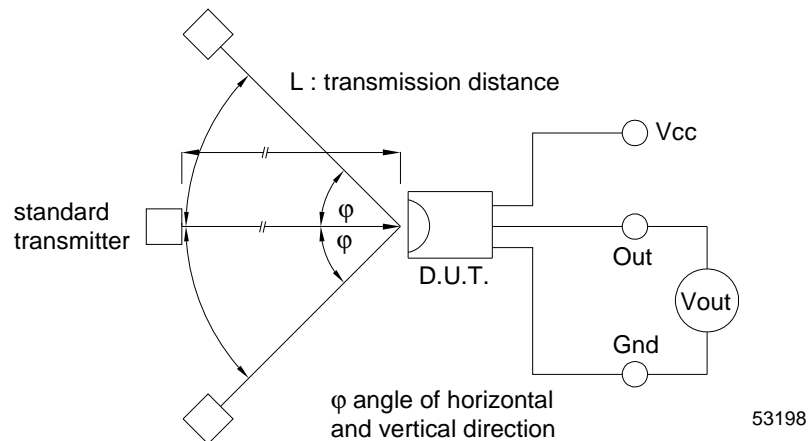 L : transmission distance
Vcc
standard
transmitter
φ
φ
Out
D.U.T.
Vout
Gnd
φ angle of horizontal
and vertical direction
53198